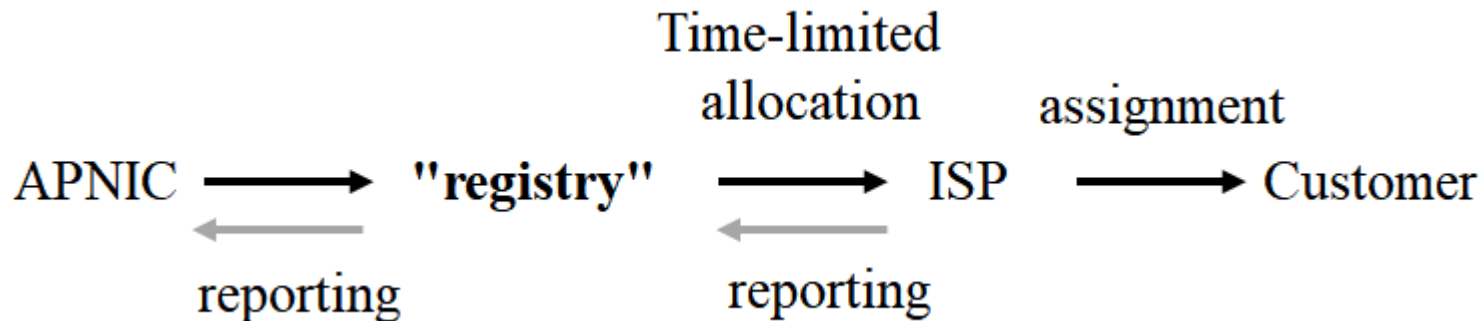 Time-limited
allocation
assignment
APNIC "registry" ISP Customer
reporting
reporting